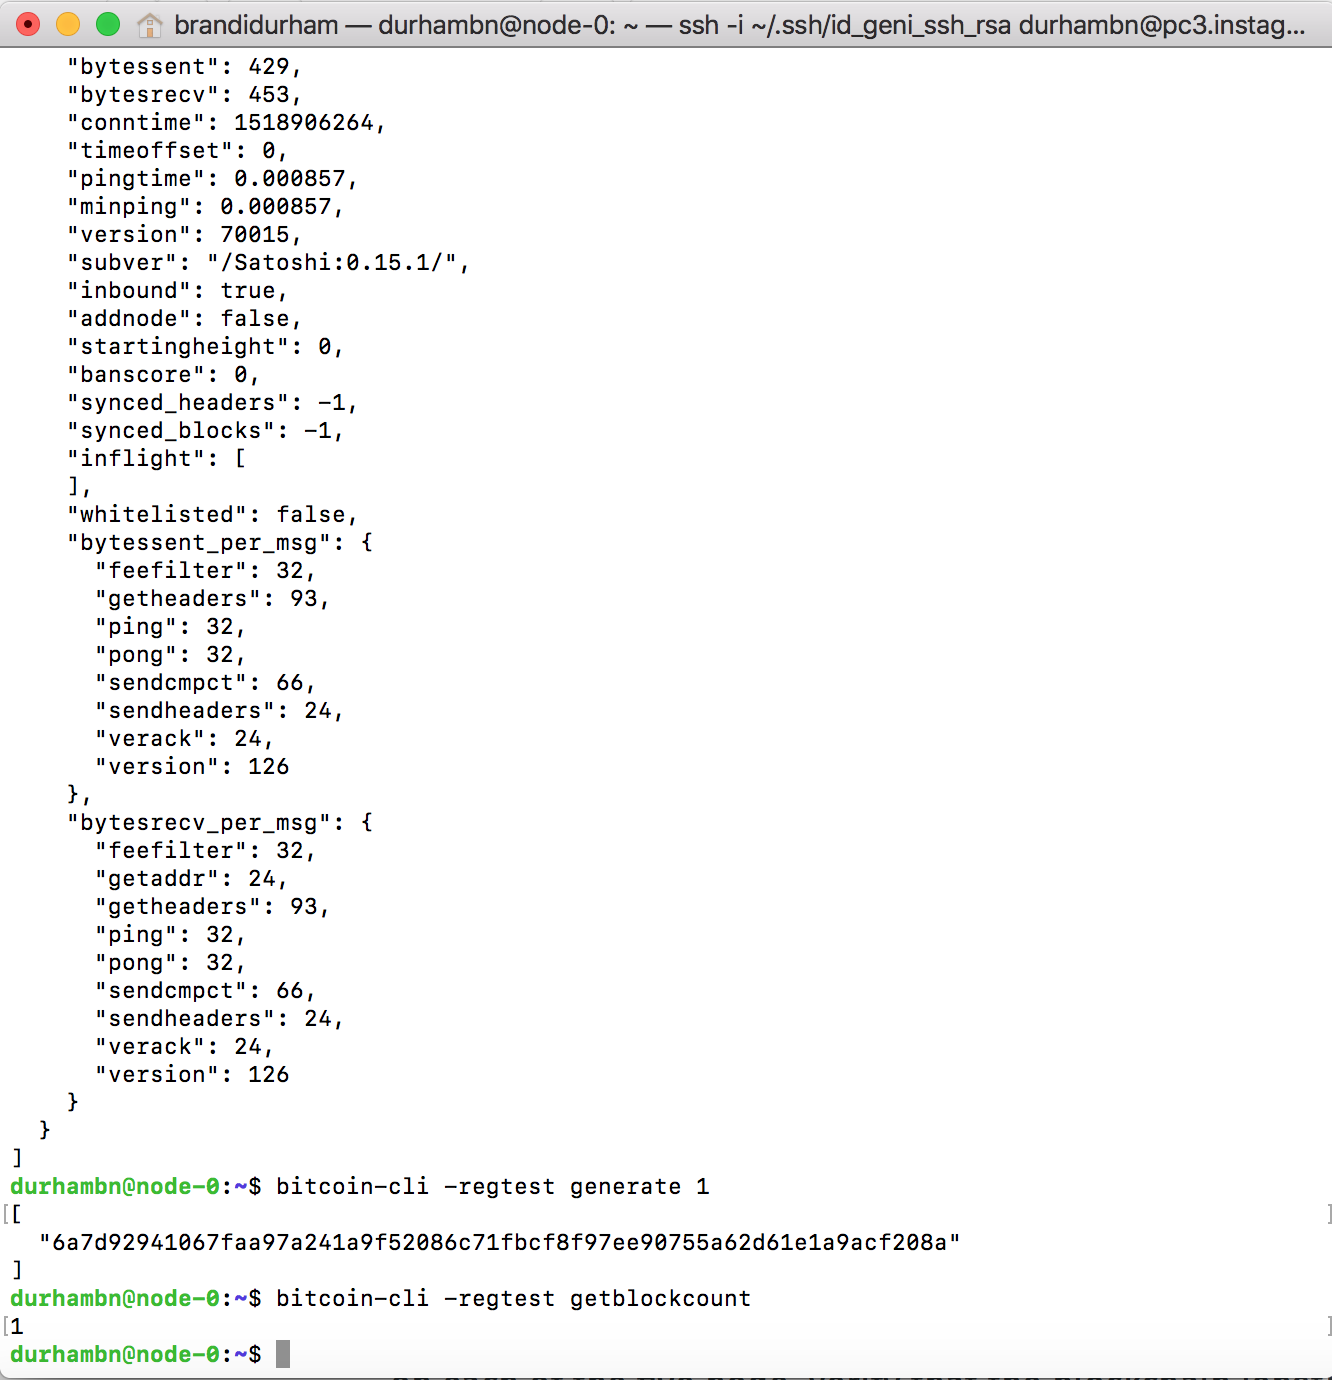 brandidurham — durhambn@node-0: ~ — ssh -i ~/.ssh/id_geni_ssh_rsa durhambn@pc3.instag...
"bytessent": 429,
"bytesrecv": 453,
"conntime": 1518906264,
"timeoffset": 0,
"pingtime": 0.000857,
"minping": 0.000857,
"version": 70015,
"subver": "/Satoshi:0.15.1/",
"inbound": true,
"addnode": false,
"startingheight": 0,
"banscore": 0,
"synced_headers": -1,
"synced_blocks": -1,
"inflight": [
],
"whitelisted": false,
"bytessent_per_msg": {
"feefilter": 32,
"getheaders": 93,
"ping": 32,
"pong": 32,
"sendcmpct": 66,
"sendheaders": 24,
"verack": 24,
"version": 126
},
"bytesrecv_per_msg": {
"feefilter": 32,
"getaddr": 24,
"getheaders": 93,
"ping": 32,
"pong": 32,
"sendcmpct": 66,
"sendheaders": 24,
"verack": 24,
"version": 126
}
}
]
durhambn@node-0:~$ bitcoin-cli -regtest generate 1
[[ ]
"6a7d92941067faa97a241a9f52086c71fbcf8f97ee90755a62d61e1a9acf208a"
]
durhambn@node-0:~$ bitcoin-cli -regtest getblockcount
[1 ]
durhambn@node-0:~$